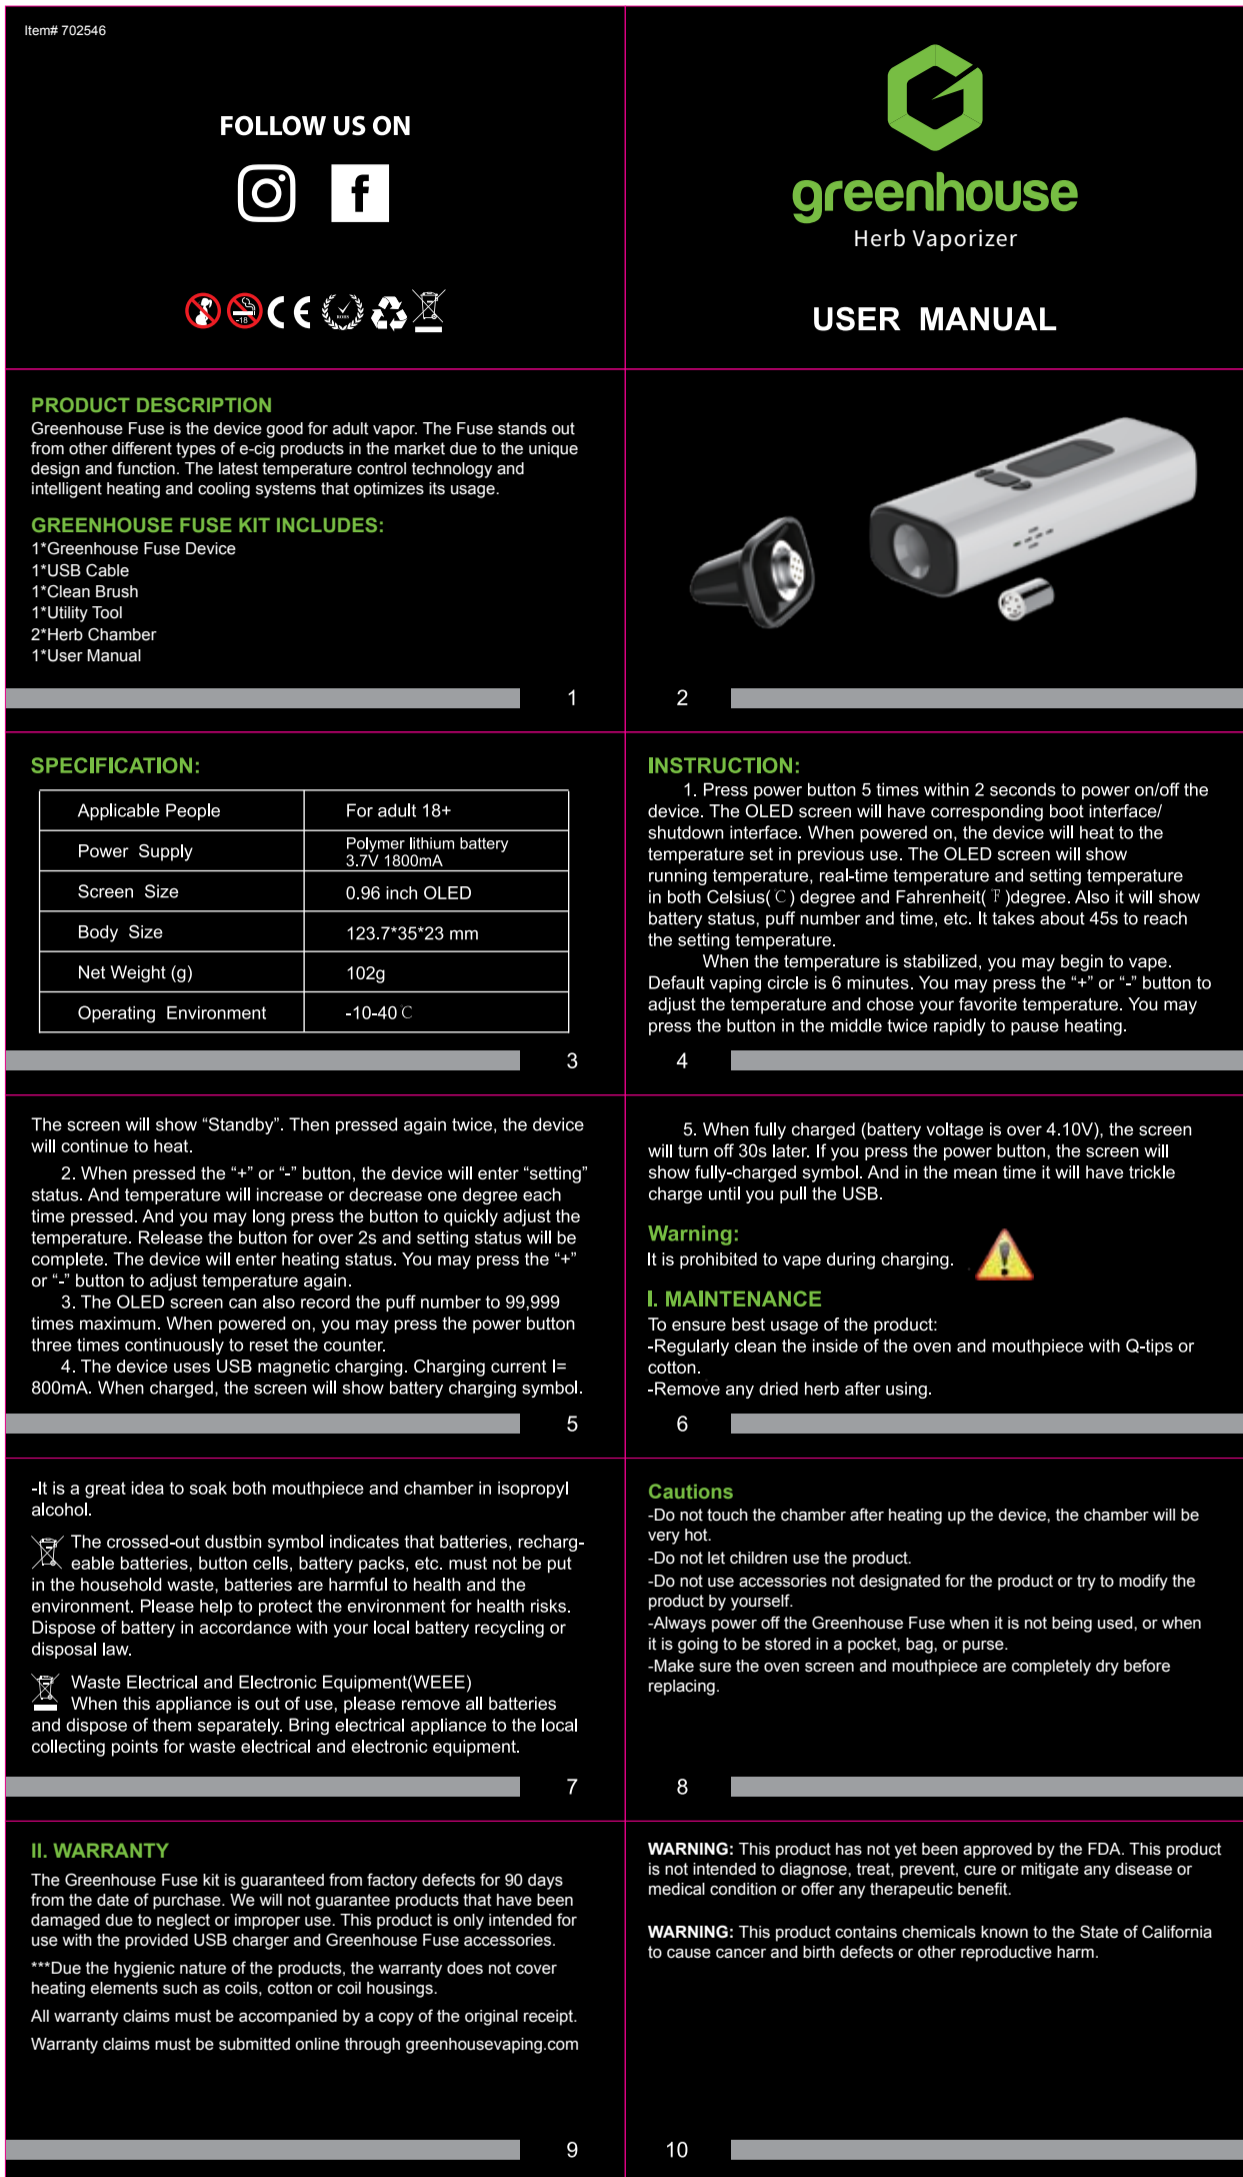 Item# 702546
FOLLOW US ON
-18
ROHS
greenhouse
Herb Vaporizer
USER MANUAL
PRODUCT DESCRIPTION
Greenhouse Fuse is the device good for adult vapor. The Fuse stands out
from other different types of e-cig products in the market due to the unique
design and function. The latest temperature control technology and
intelligent heating and cooling systems that optimizes its usage.
GREENHOUSE FUSE KIT INCLUDES:
1*Greenhouse Fuse Device
1*USB Cable
1*Clean Brush
1*Utility Tool
2*Herb Chamber
1*User Manual
1
2
SPECIFICATION:
Applicable People For adult 18+
Power Supply Polymer lithium battery
3.7V 1800mA
Screen Size 0.96 inch OLED
Body Size 123.7*35*23 mm
Net Weight (g) 102g
Operating Environment -10-40℃
3
INSTRUCTION:
1. Press power button 5 times within 2 seconds to power on/off the
device. The OLED screen will have corresponding boot interface/
shutdown interface. When powered on, the device will heat to the
temperature set in previous use. The OLED screen will show
running temperature, real-time temperature and setting temperature
in both Celsius(℃) degree and Fahrenheit(℉)degree. Also it will show
battery status, puff number and time, etc. It takes about 45s to reach
the setting temperature.
When the temperature is stabilized, you may begin to vape.
Default vaping circle is 6 minutes. You may press the “+” or “-” button to
adjust the temperature and chose your favorite temperature. You may
press the button in the middle twice rapidly to pause heating.
4
The screen will show “Standby”. Then pressed again twice, the device
will continue to heat.
2. When pressed the “+” or “-” button, the device will enter “setting”
status. And temperature will increase or decrease one degree each
time pressed. And you may long press the button to quickly adjust the
temperature. Release the button for over 2s and setting status will be
complete. The device will enter heating status. You may press the “+”
or “-” button to adjust temperature again.
3. The OLED screen can also record the puff number to 99,999
times maximum. When powered on, you may press the power button
three times continuously to reset the counter.
4. The device uses USB magnetic charging. Charging current I=
800mA. When charged, the screen will show battery charging symbol.
5
5. When fully charged (battery voltage is over 4.10V), the screen
will turn off 30s later. If you press the power button, the screen will
show fully-charged symbol. And in the mean time it will have trickle
charge until you pull the USB.
Warning:
It is prohibited to vape during charging.
I. MAINTENANCE
To ensure best usage of the product:
-Regularly clean the inside of the oven and mouthpiece with Q-tips or
cotton.
-Remove any dried herb after using.
6
-It is a great idea to soak both mouthpiece and chamber in isopropyl
alcohol.
The crossed-out dustbin symbol indicates that batteries, recharg-
eable batteries, button cells, battery packs, etc. must not be put
in the household waste, batteries are harmful to health and the
environment. Please help to protect the environment for health risks.
Dispose of battery in accordance with your local battery recycling or
disposal law.
Waste Electrical and Electronic Equipment(WEEE)
When this appliance is out of use, please remove all batteries
and dispose of them separately. Bring electrical appliance to the local
collecting points for waste electrical and electronic equipment.
7
Cautions
-Do not touch the chamber after heating up the device, the chamber will be
very hot.
-Do not let children use the product.
-Do not use accessories not designated for the product or try to modify the
product by yourself.
-Always power off the Greenhouse Fuse when it is not being used, or when
it is going to be stored in a pocket, bag, or purse.
-Make sure the oven screen and mouthpiece are completely dry before
replacing.
8
II. WARRANTY
The Greenhouse Fuse kit is guaranteed from factory defects for 90 days
from the date of purchase. We will not guarantee products that have been
damaged due to neglect or improper use. This product is only intended for
use with the provided USB charger and Greenhouse Fuse accessories.
***Due the hygienic nature of the products, the warranty does not cover
heating elements such as coils, cotton or coil housings.
All warranty claims must be accompanied by a copy of the original receipt.
Warranty claims must be submitted online through greenhousevaping.com
9
WARNING: This product has not yet been approved by the FDA. This product
is not intended to diagnose, treat, prevent, cure or mitigate any disease or
medical condition or offer any therapeutic benefit.
WARNING: This product contains chemicals known to the State of California
to cause cancer and birth defects or other reproductive harm.
10